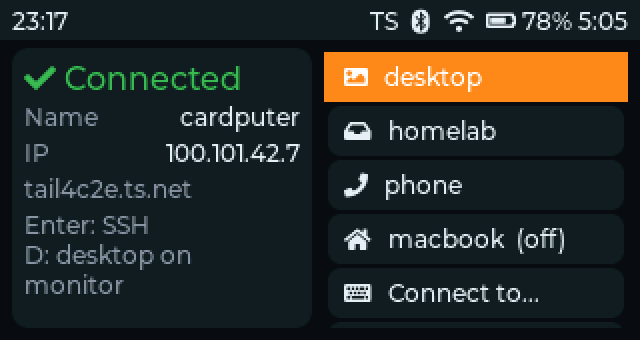 23:17 TS 78% 5:05
Connected
Name cardputer
IP 100.101.42.7
tail4c2e.ts.net
Enter: SSH
D: desktop on
monitor
desktop
homelab
phone
macbook (off)
Connect to...